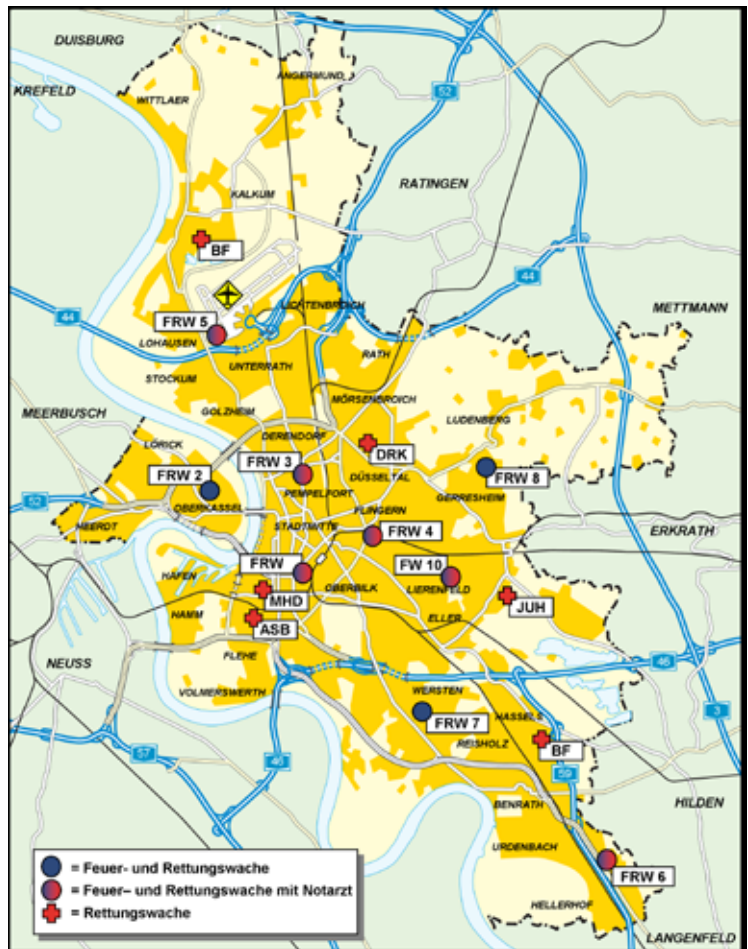 DUISBURG
ANGERMUND
KREFELD
WITTLAER
52
RATINGEN
KALKUM
BF
44
METTMANN
LICHTENBROICH
44
FRW 5
LOHAUSEN
RATH
UNTERRATH
STOCKUM
MÖRSENBROICH
MEERBUSCH
GOLZHEIM
LUDENBERG
DERENDORF
LÖRICK
DRK
FRW 2
FRW 3
DÜSSELTAL
FRW 8
PEMPELFORT
GERRESHEIM
52
OBERKASSEL
FLINGERN
HEERDT
STADTMITTE
FRW 4
ERKRATH
FRW
FW 10
HAFEN
OBERBILK
LIERENFELD
MHD
JUH
HAMM
ELLER
ASB
FLEHE
46
NEUSS
VOLMERSWERTH
WERSTEN
3
FRW 7
HASSELS
REISHOLZ
BF
57
46
59
HILDEN
BENRATH
URDENBACH
FRW 6
HELLERHOF
LANGENFELD
= Feuer- und Rettungswache
= Feuer– und Rettungswache mit Notarzt
= Rettungswache